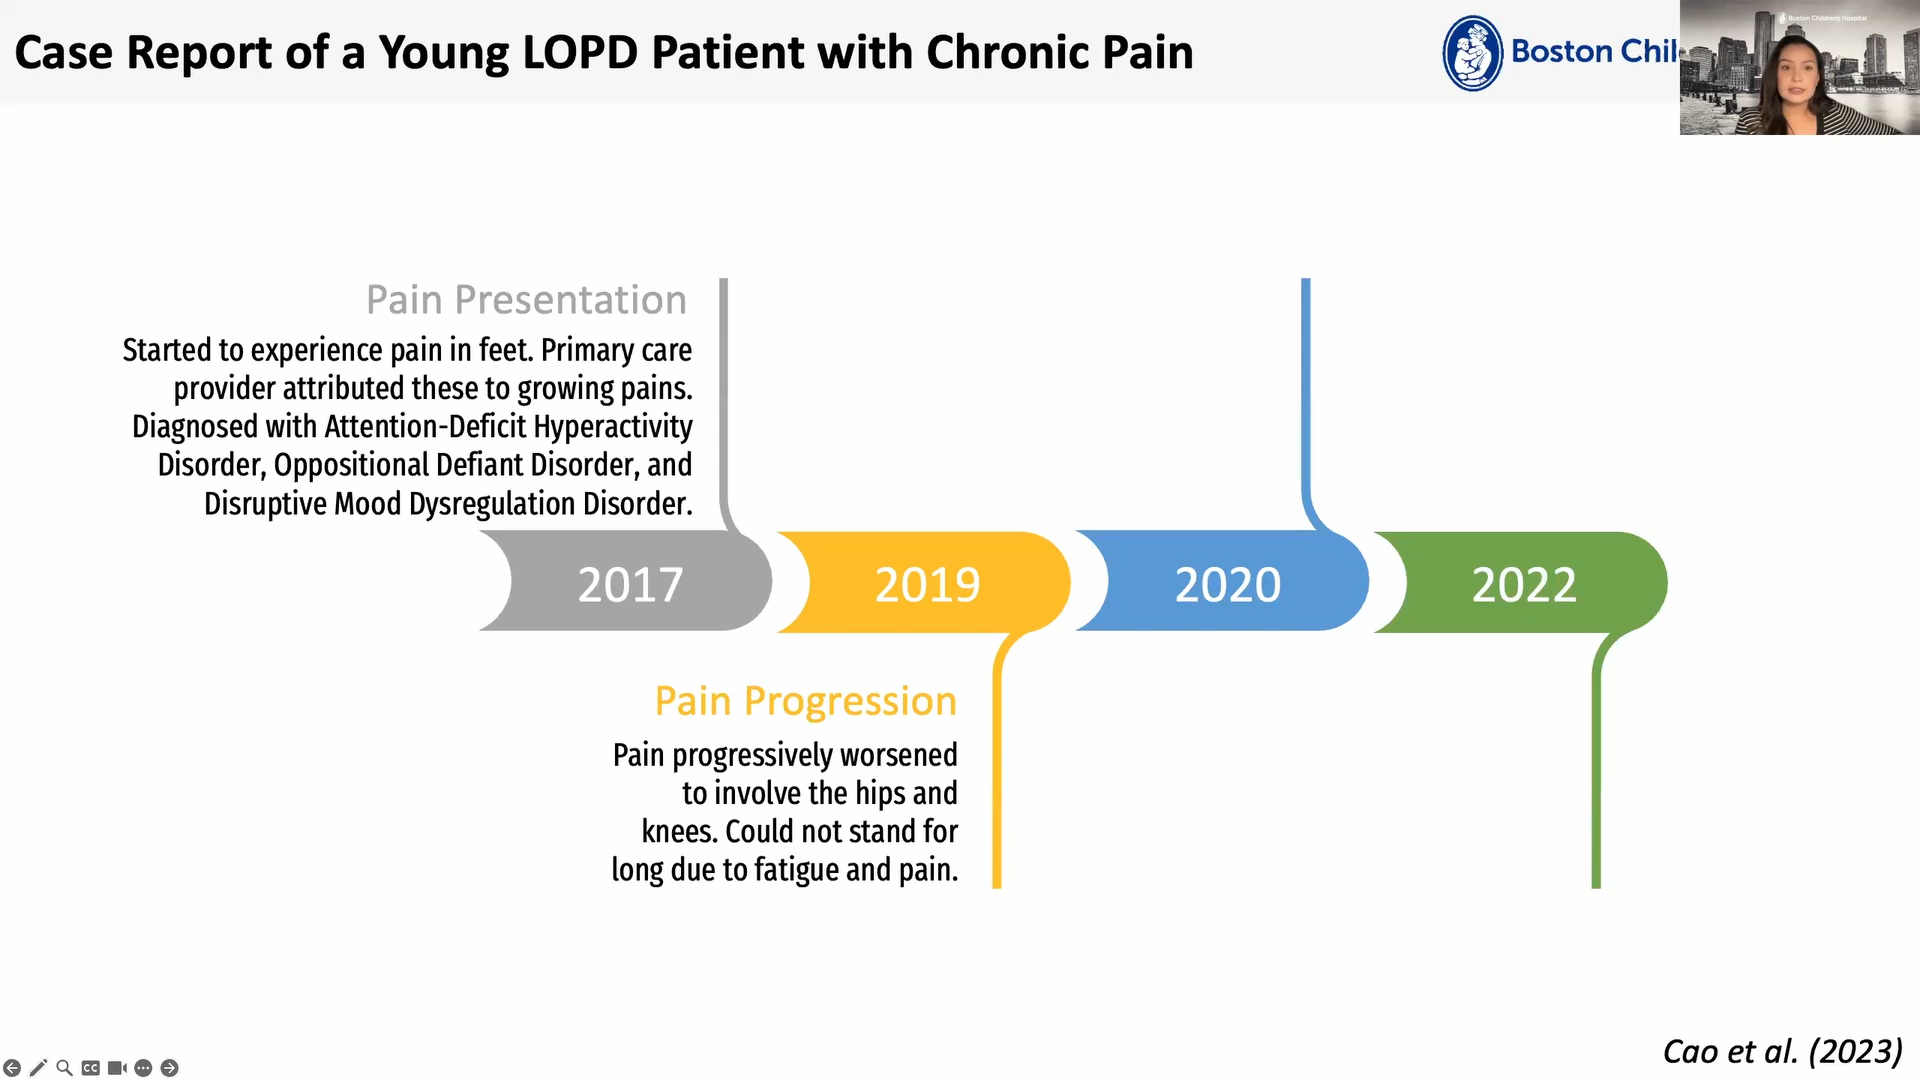 Case Report of a Young LOPD Patient with Chronic Pain
Boston Chil
Boston Children's Hospital
Pain Presentation
Started to experience pain in feet. Primary care
provider attributed these to growing pains.
Diagnosed with Attention-Deficit Hyperactivity
Disorder, Oppositional Defiant Disorder, and
Disruptive Mood Dysregulation Disorder.
2017
2019
2020
2022
Pain Progression
Pain progressively worsened
to involve the hips and
knees. Could not stand for
long due to fatigue and pain.
Cao et al. (2023)
CC